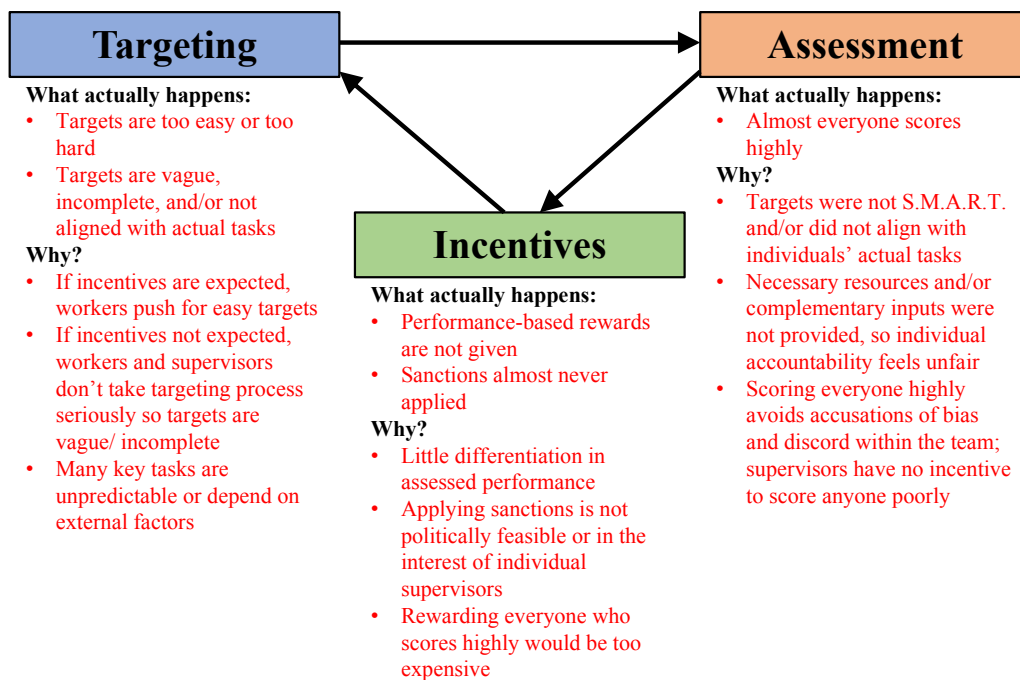 Targeting
What actually happens:
• Targets are too easy or too
hard
• Targets are vague,
incomplete, and/or not
aligned with actual tasks
Why?
• If incentives are expected,
workers push for easy targets
• If incentives not expected,
workers and supervisors
don’t take targeting process
seriously so targets are
vague/ incomplete
• Many key tasks are
unpredictable or depend on
external factors
Assessment
What actually happens:
• Almost everyone scores
highly
Why?
• Targets were not S.M.A.R.T.
and/or did not align with
individuals’ actual tasks
• Necessary resources and/or
complementary inputs were
not provided, so individual
accountability feels unfair
• Scoring everyone highly
avoids accusations of bias
and discord within the team;
supervisors have no incentive
to score anyone poorly
Incentives
What actually happens:
• Performance-based rewards
are not given
• Sanctions almost never
applied
Why?
• Little differentiation in
assessed performance
• Applying sanctions is not
politically feasible or in the
interest of individual
supervisors
• Rewarding everyone who
scores highly would be too
expensive